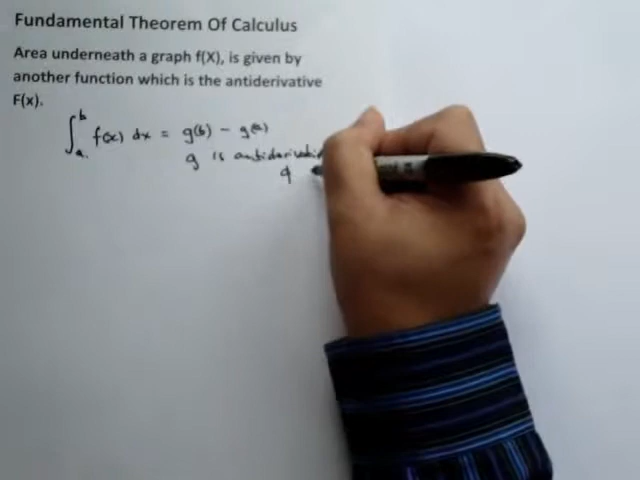 Fundamental Theorem Of Calculus
Area underneath a graph f(X), is given by
another function which is the antiderivative
F(x).
∫_a^b f(x) dx = g(b) - g(a)
g is antiderivati